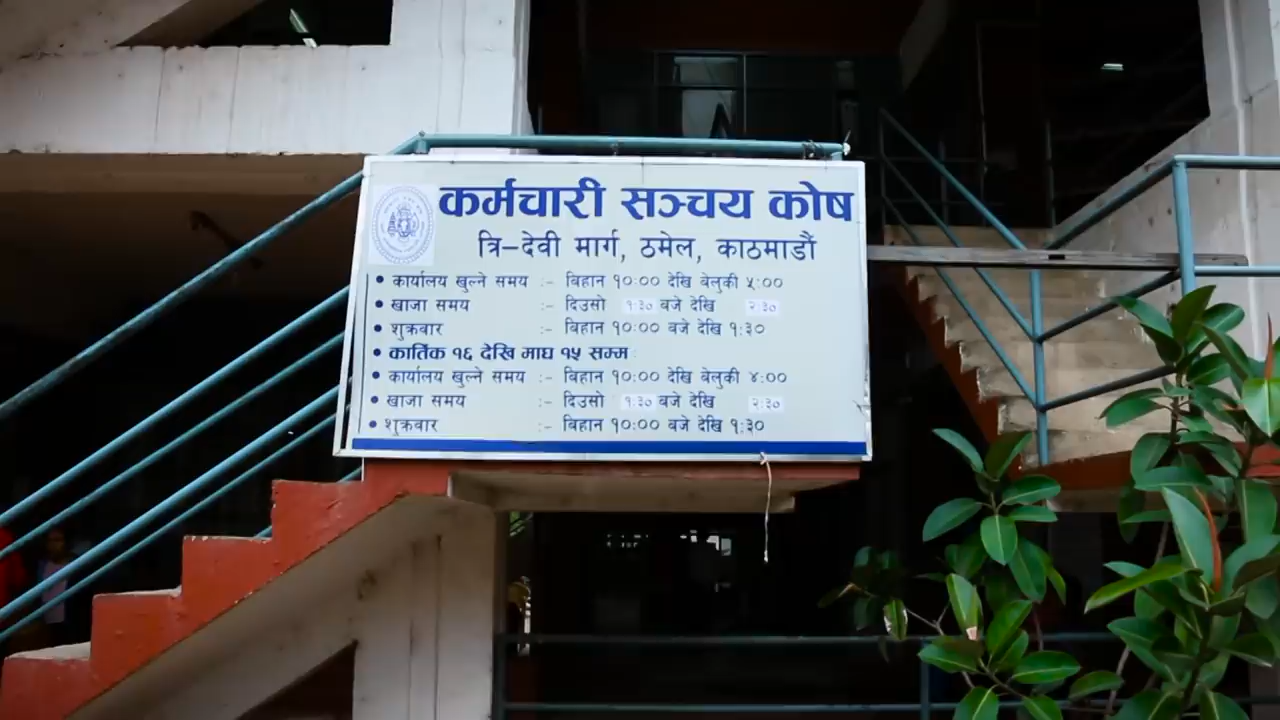 कर्मचारी सञ्चय कोष
त्रि-देवी मार्ग, ठमेल, काठमाडौं
• कार्यालय खुल्ने समय :- बिहान १०:०० देखि बेलुकी ५:००
• खाजा समय :- दिउसो १:३० बजे देखि २:३०
• शुक्रबार :- बिहान १०:०० बजे देखि १:३०
• कार्तिक १६ देखि माघ १५ सम्म :
• कार्यालय खुल्ने समय :- बिहान १०:०० देखि बेलुकी ४:००
• खाजा समय :- दिउसो १:३० बजे देखि २:३०
• शुक्रबार :- बिहान १०:०० बजे देखि १:३०